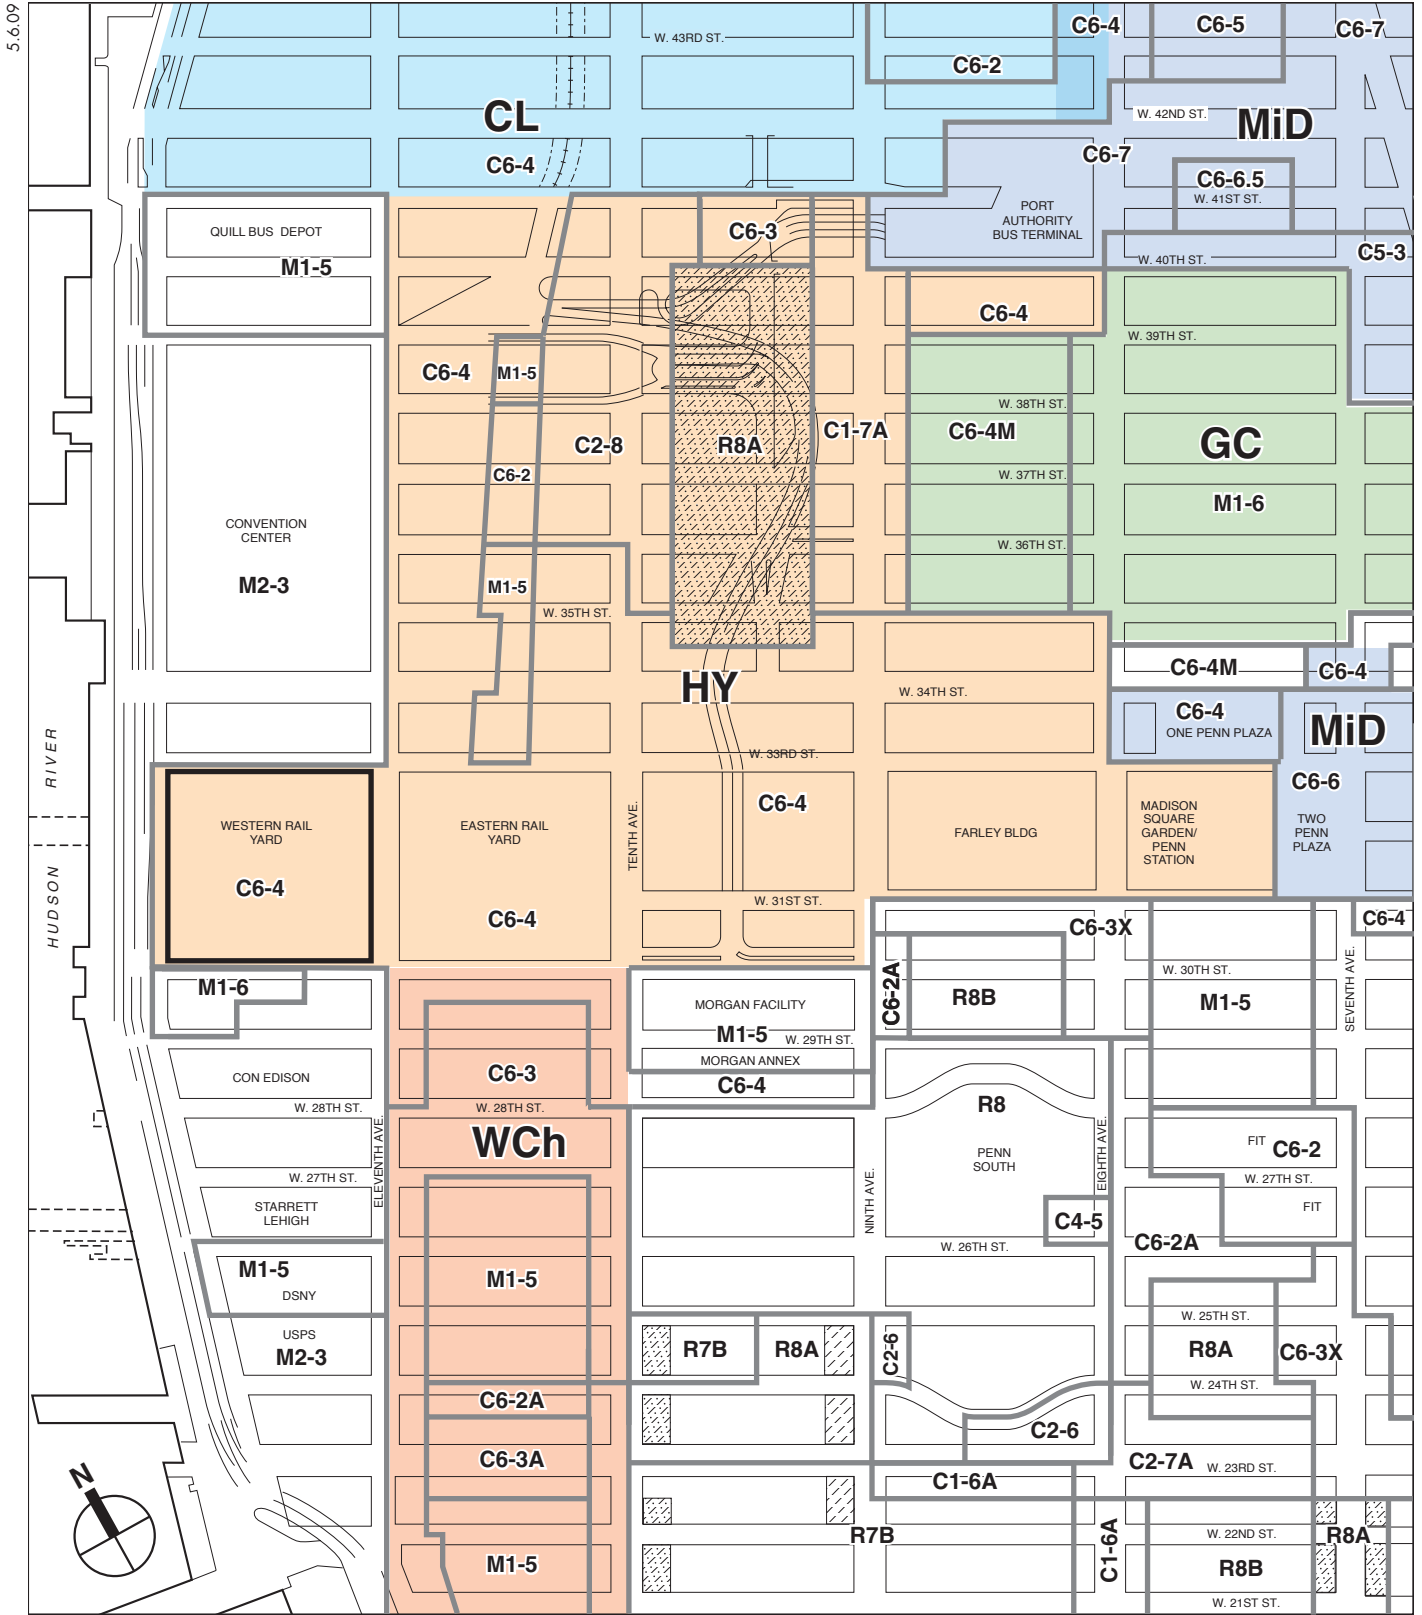 5.6.09
C6-4
C6-5
C6-7
W. 43RD ST.
C6-2
CL
W. 42ND ST.
MiD
C6-4
C6-7
C6-6.5
W. 41ST ST.
QUILL BUS DEPOT
C6-3
PORT
AUTHORITY
BUS TERMINAL
M1-5
C5-3
W. 40TH ST.
C6-4
W. 39TH ST.
C6-4
M1-5
W. 38TH ST.
C2-8
R8A
C1-7A
C6-4M
GC
C6-2
W. 37TH ST.
M1-6
CONVENTION
CENTER
W. 36TH ST.
M2-3
M1-5
W. 35TH ST.
C6-4M
C6-4
HY
W. 34TH ST.
C6-4
ONE PENN PLAZA
MiD
RIVER
W. 33RD ST.
C6-6
C6-4
WESTERN RAIL
YARD
EASTERN RAIL
YARD
TENTH AVE.
FARLEY BLDG
MADISON
SQUARE
GARDEN/
PENN
STATION
TWO
PENN
PLAZA
C6-4
HUDSON
W. 31ST ST.
C6-4
C6-3X
C6-4
C6-2A
W. 30TH ST.
SEVENTH AVE.
M1-6
MORGAN FACILITY
R8B
M1-5
M1-5
W. 29TH ST.
MORGAN ANNEX
CON EDISON
C6-3
C6-4
W. 28TH ST.
W. 28TH ST.
R8
ELEVENTH AVE.
WCh
PENN
SOUTH
EIGHTH AVE.
FIT
C6-2
W. 27TH ST.
NINTH AVE.
W. 27TH ST.
STARRETT
LEHIGH
FIT
C4-5
W. 26TH ST.
C6-2A
M1-5
M1-5
DSNY
W. 25TH ST.
USPS
M2-3
R7B
R8A
C2-6
R8A
C6-3X
W. 24TH ST.
C6-2A
C2-6
C6-3A
C2-7A
W. 23RD ST.
N
C1-6A
R7B
C1-6A
W. 22ND ST.
R8A
M1-5
R8B
W. 21ST ST.